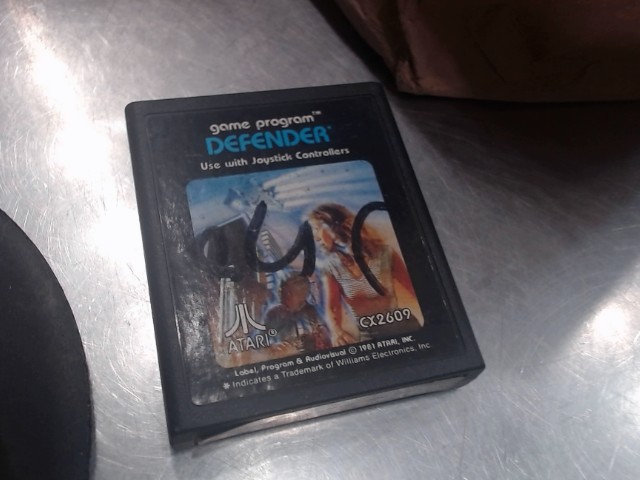 game program™
DEFENDER
Use with Joystick Controllers
ATARI®
CX2609
Label, Program & Audiovisual © 1981 ATARI, INC.
® Indicates a Trademark of Williams Electronics, Inc